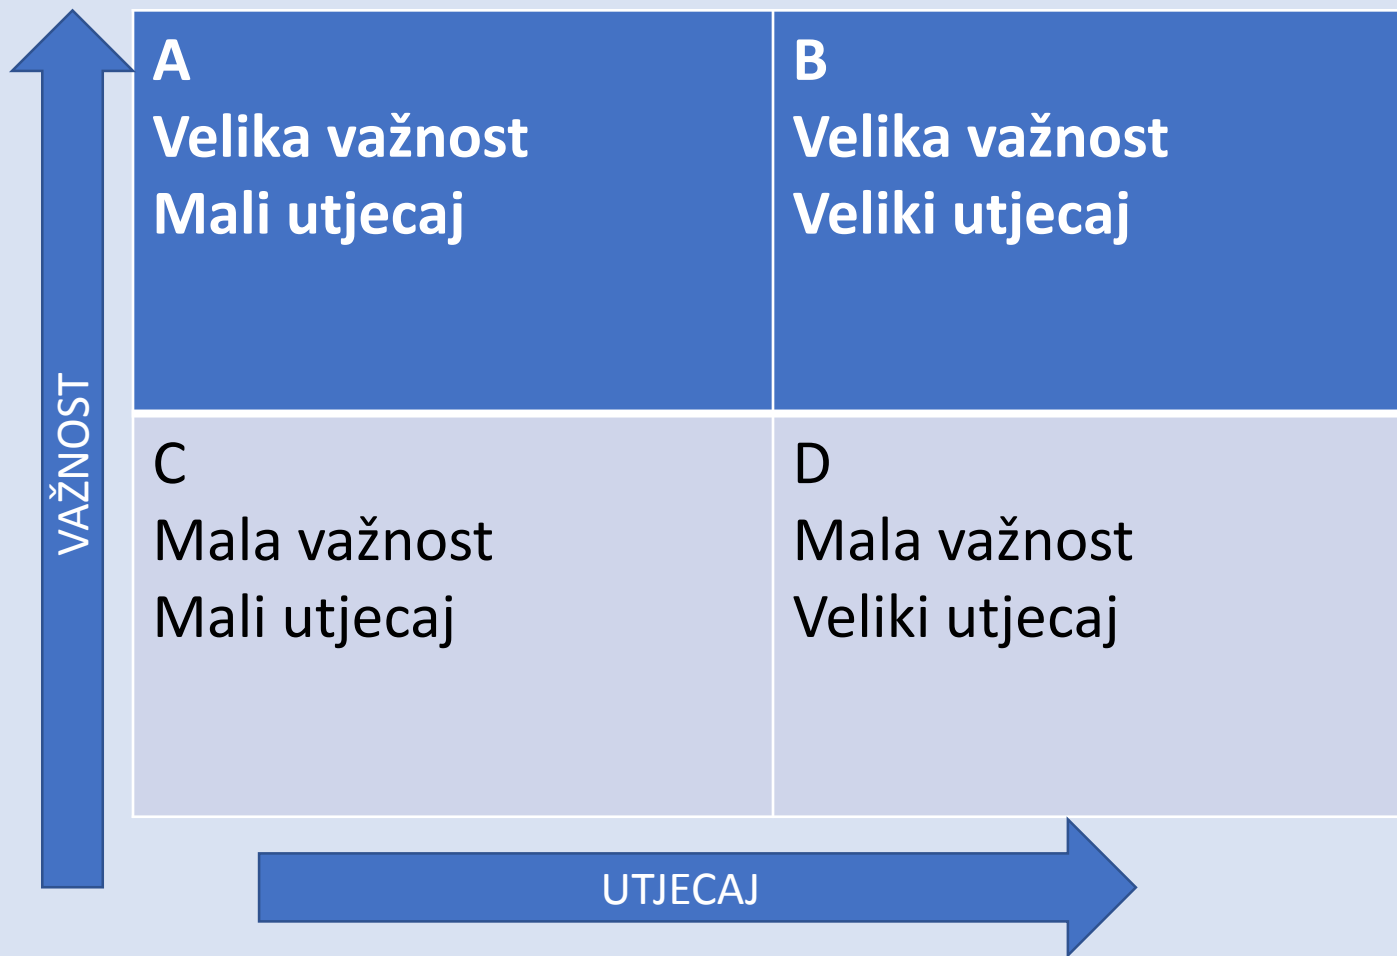 A
Velika važnost
Mali utjecaj
B
Velika važnost
Veliki utjecaj
VAŽNOST
C
Mala važnost
Mali utjecaj
D
Mala važnost
Veliki utjecaj
UTJECAJ